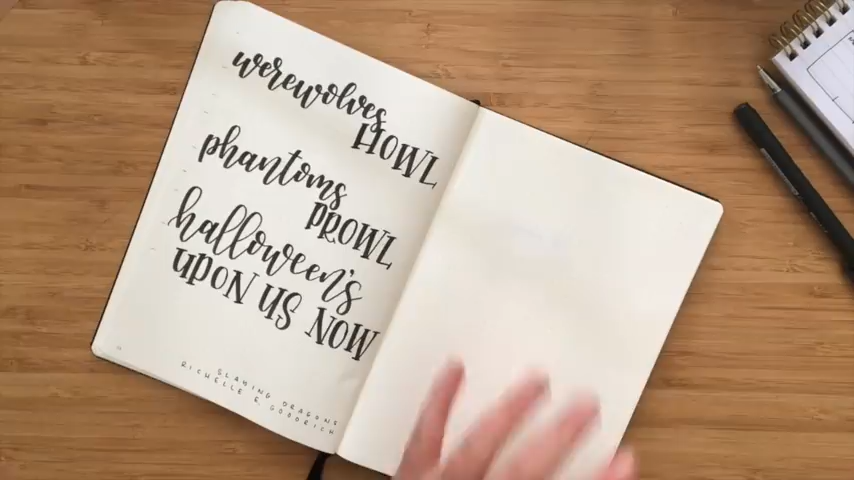 werewolves
HOWL
phantoms
PROWL
halloween's
UPON US NOW
SLAYING DRAGONS
RICHELLE E. GOODRICH